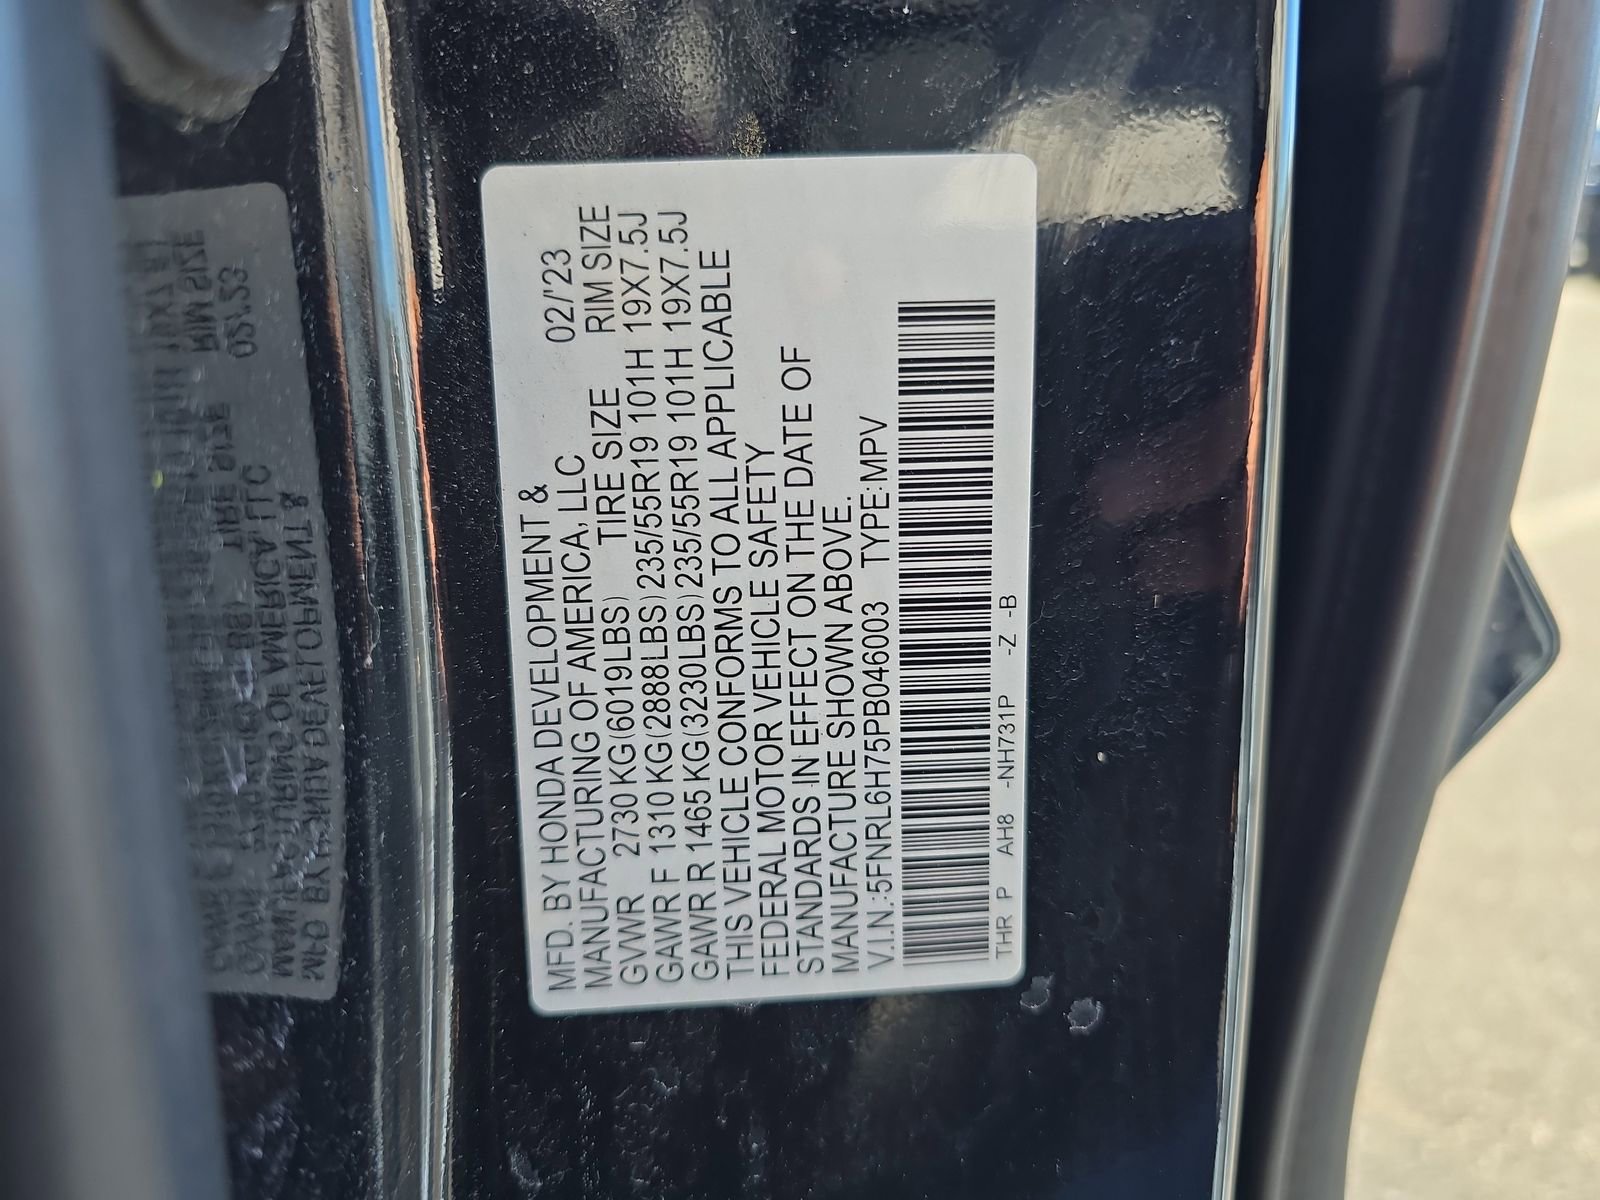 MFD. BY HONDA DEVELOPMENT & 02/'23
MANUFACTURING OF AMERICA, LLC
TIRE SIZE RIM SIZE
GVWR 2730 KG(6019LBS)
GAWR F 1310 KG(2888LBS) 235/55R19 101H 19X7.5J
GAWR R 1465 KG(3230LBS) 235/55R19 101H 19X7.5J
THIS VEHICLE CONFORMS TO ALL APPLICABLE
FEDERAL MOTOR VEHICLE SAFETY
STANDARDS IN EFFECT ON THE DATE OF
MANUFACTURE SHOWN ABOVE.
V.I.N.:5FNRL6H75PB046003 TYPE:MPV
THR P AH8 -NH731P -Z -B